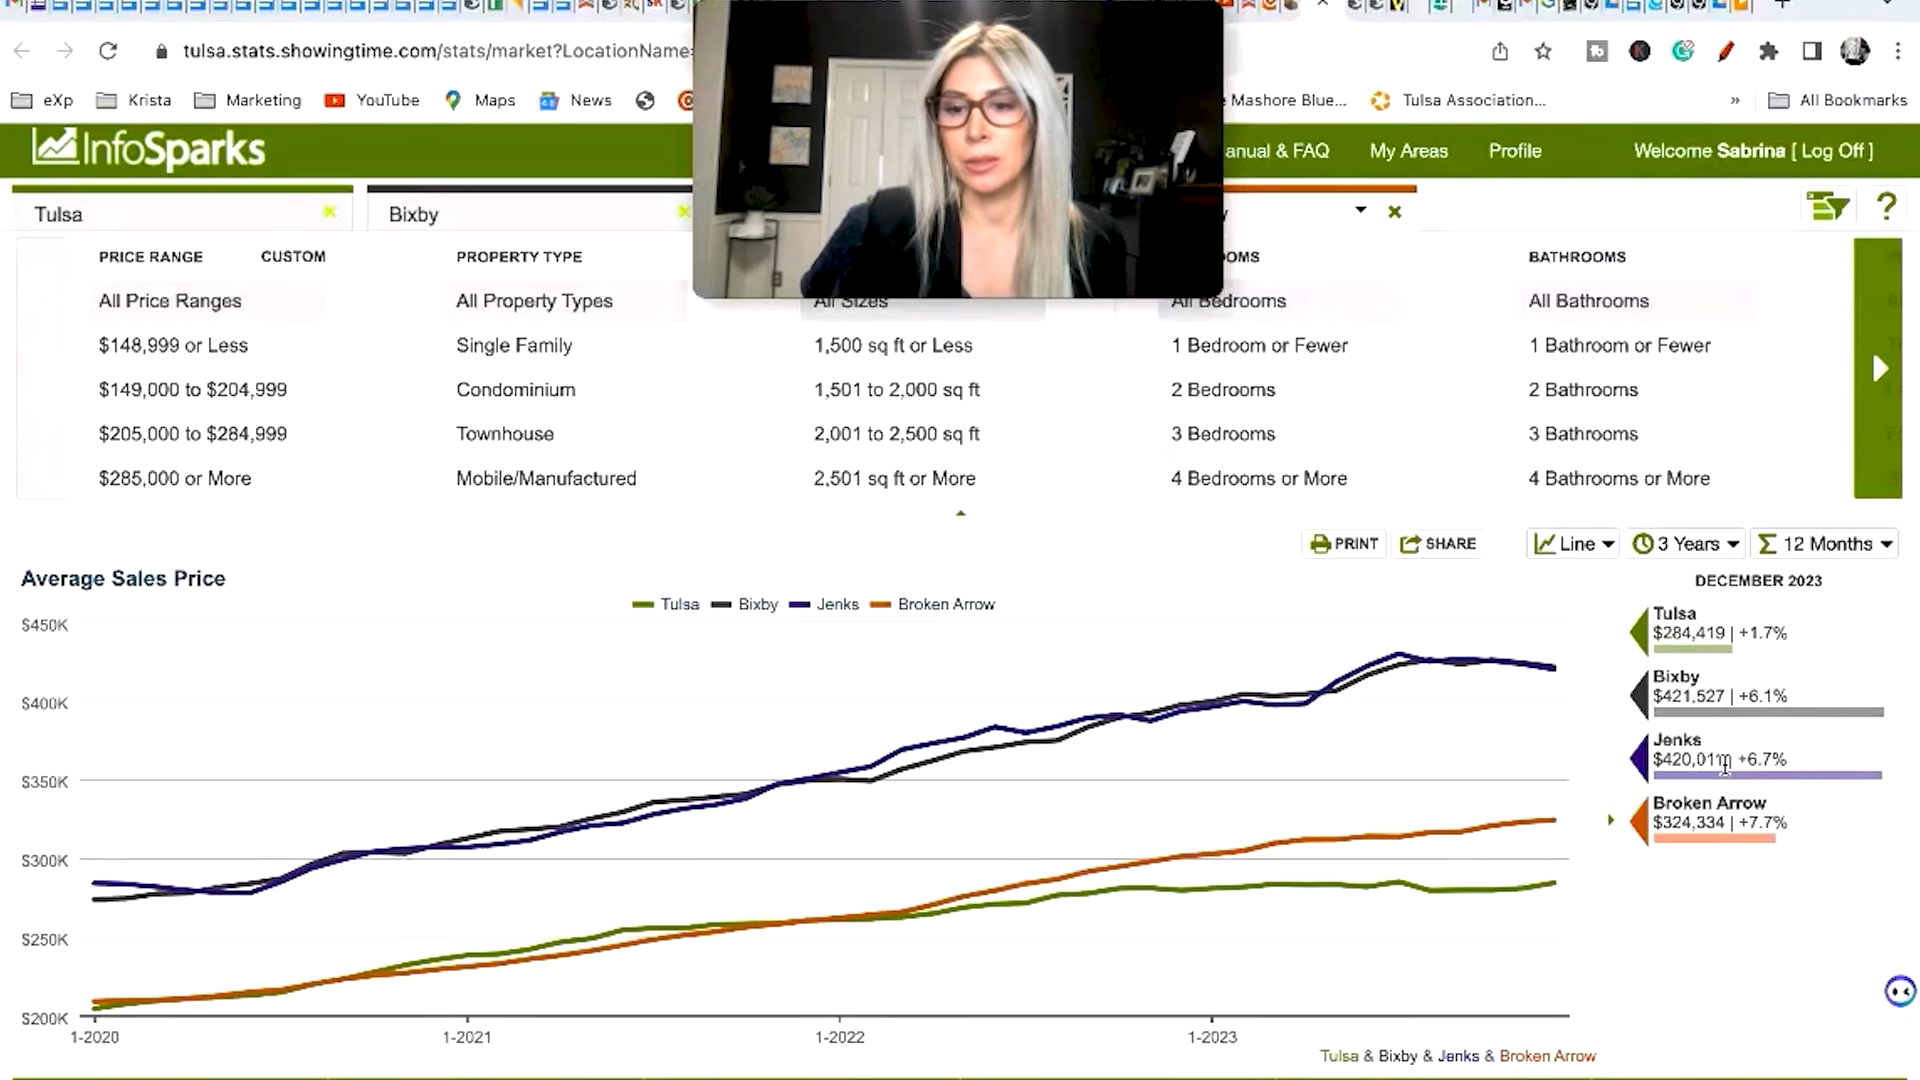 tulsa.stats.showingtime.com/stats/market?LocationName=
eXp Krista Marketing YouTube Maps News Mashore Blue... Tulsa Association... » All Bookmarks
InfoSparks
& FAQ My Areas Profile Welcome Sabrina [ Log Off ]
Tulsa Bixby ?
PRICE RANGE CUSTOM PROPERTY TYPE BATHROOMS
All Price Ranges All Property Types All Sizes All Bedrooms All Bathrooms
$148,999 or Less Single Family 1,500 sq ft or Less 1 Bedroom or Fewer 1 Bathroom or Fewer
$149,000 to $204,999 Condominium 1,501 to 2,000 sq ft 2 Bedrooms 2 Bathrooms
$205,000 to $284,999 Townhouse 2,001 to 2,500 sq ft 3 Bedrooms 3 Bathrooms
$285,000 or More Mobile/Manufactured 2,501 sq ft or More 4 Bedrooms or More 4 Bathrooms or More
PRINT SHARE Line 3 Years Σ 12 Months
Average Sales Price
DECEMBER 2023
Tulsa Bixby Jenks Broken Arrow
Tulsa
$284,419 | +1.7%
Bixby
$421,527 | +6.1%
Jenks
+6.7%
Broken Arrow
$324,334 | +7.7%
$450K
$400K
$350K
$300K
$250K
$200K
1-2020 1-2021 1-2022 1-2023
Tulsa & Bixby & Jenks & Broken Arrow